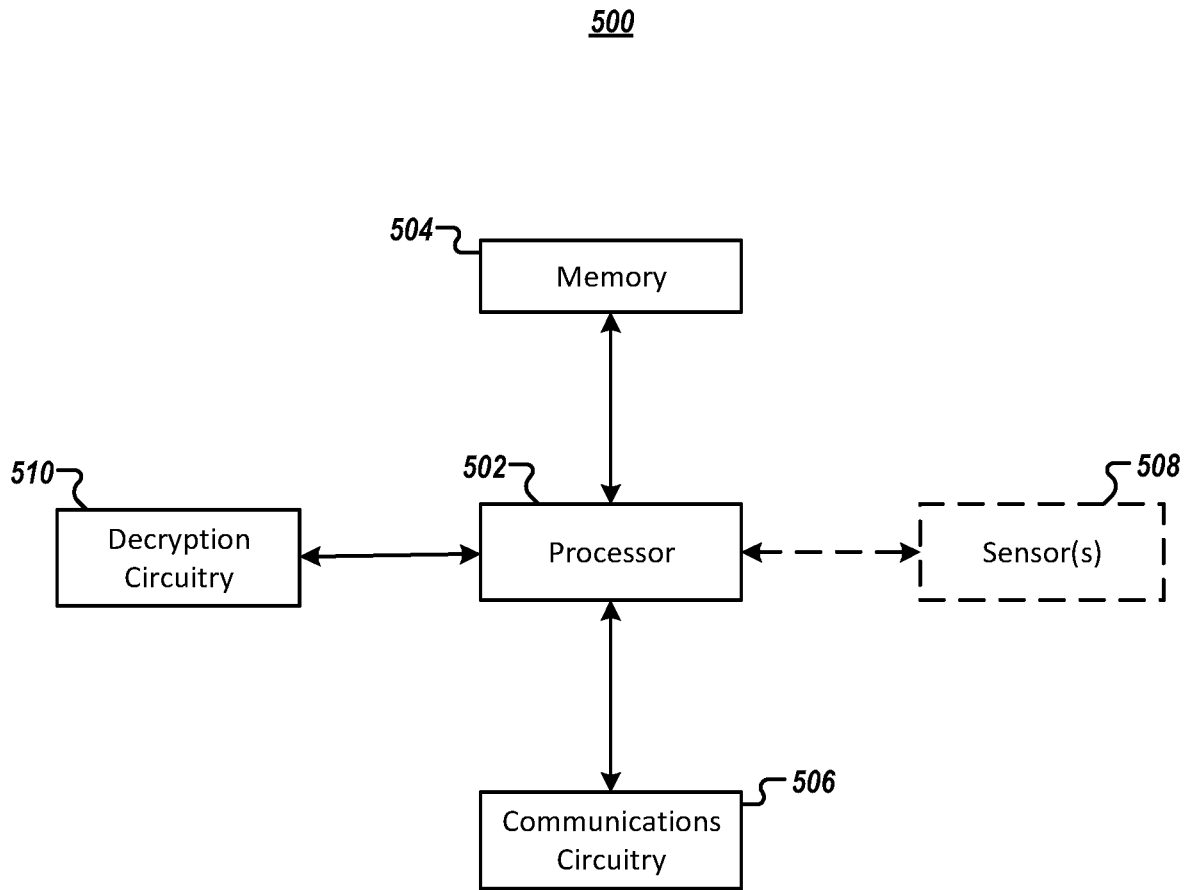 500
504
Memory
510
502
508
Decryption
Circuitry
Processor
Sensor(s)
506
Communications
Circuitry